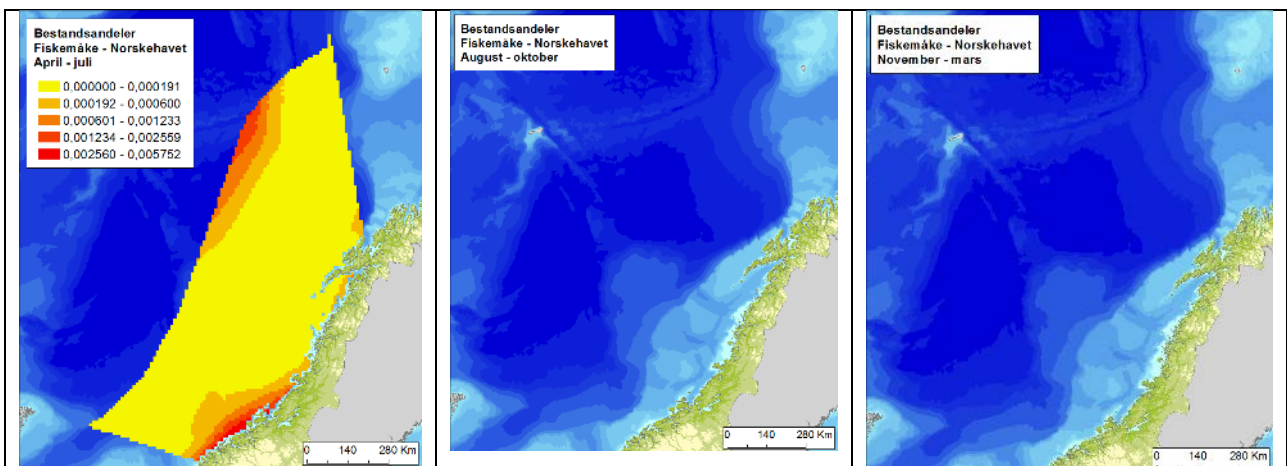 Bestandsandeler
Fiskemåke - Norskehavet
April - juli
0,000000 - 0,000191
0,000192 - 0,000600
0,000601 - 0,001233
0,001234 - 0,002559
0,002560 - 0,005752
0 140 280 Km
Bestandsandeler
Fiskemåke - Norskehavet
August - oktober
0 140 280 Km
Bestandsandeler
Fiskemåke - Norskehavet
November - mars
0 140 280 Km